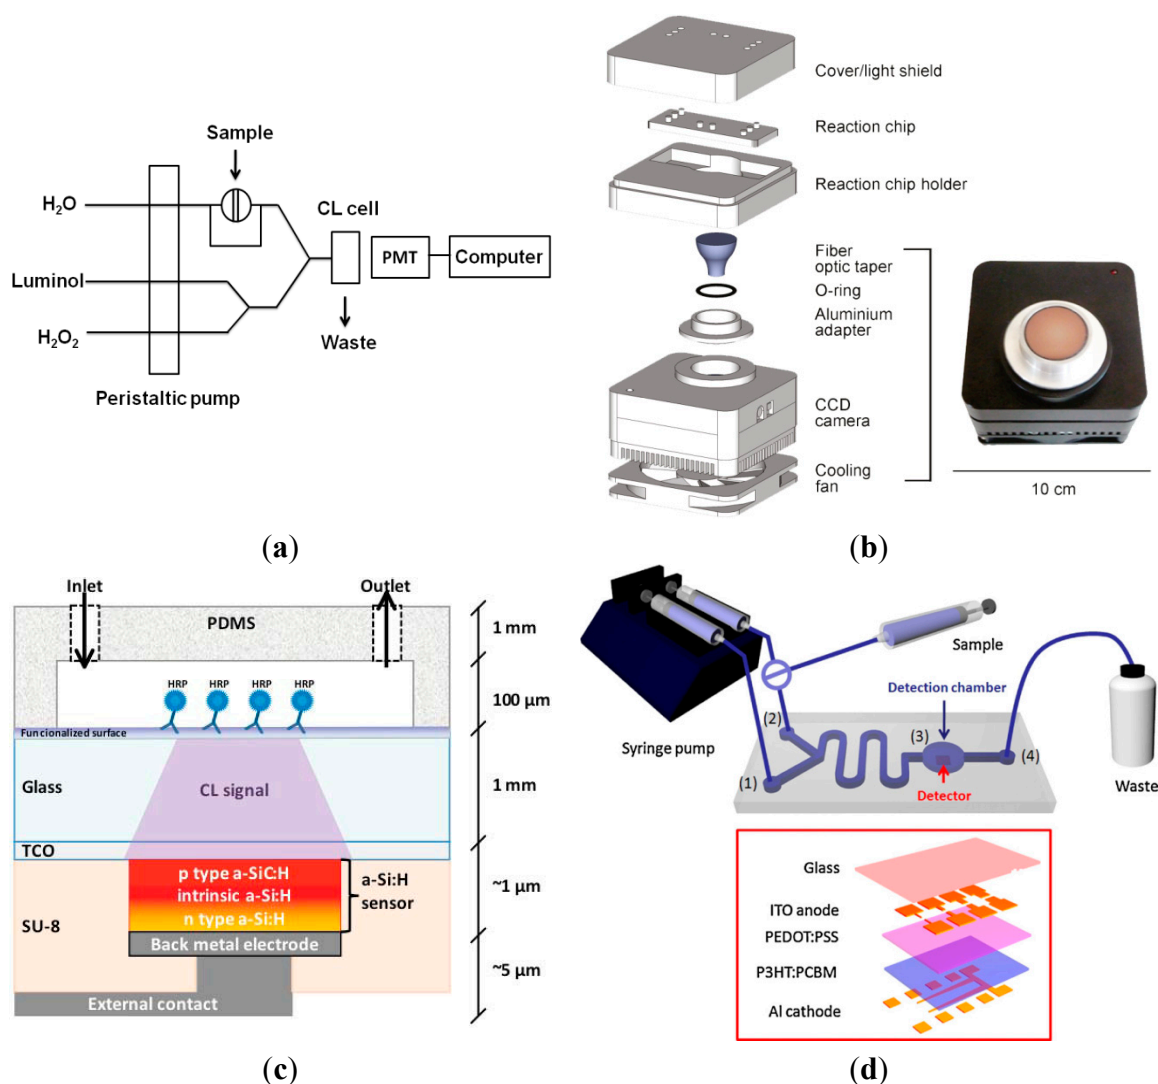 Sample
H₂O
CL cell
PMT
Computer
Luminol
H₂O₂
Waste
Peristaltic pump
(a)
Cover/light shield
Reaction chip
Reaction chip holder
Fiber
optic taper
O-ring
Aluminium
adapter
CCD
camera
Cooling
fan
10 cm
(b)
Inlet
Outlet
PDMS
1 mm
HRP HRP HRP HRP
100 µm
Funcionalized surface
Glass
CL signal
1 mm
TCO
p type a-SiC:H
intrinsic a-Si:H
n type a-Si:H
a-Si:H
sensor
~1 µm
SU-8
Back metal electrode
~5 µm
External contact
(c)
Sample
Syringe pump
Detection chamber
(2)
(3)
(1)
(4)
Detector
Waste
Glass
ITO anode
PEDOT:PSS
P3HT:PCBM
Al cathode
(d)